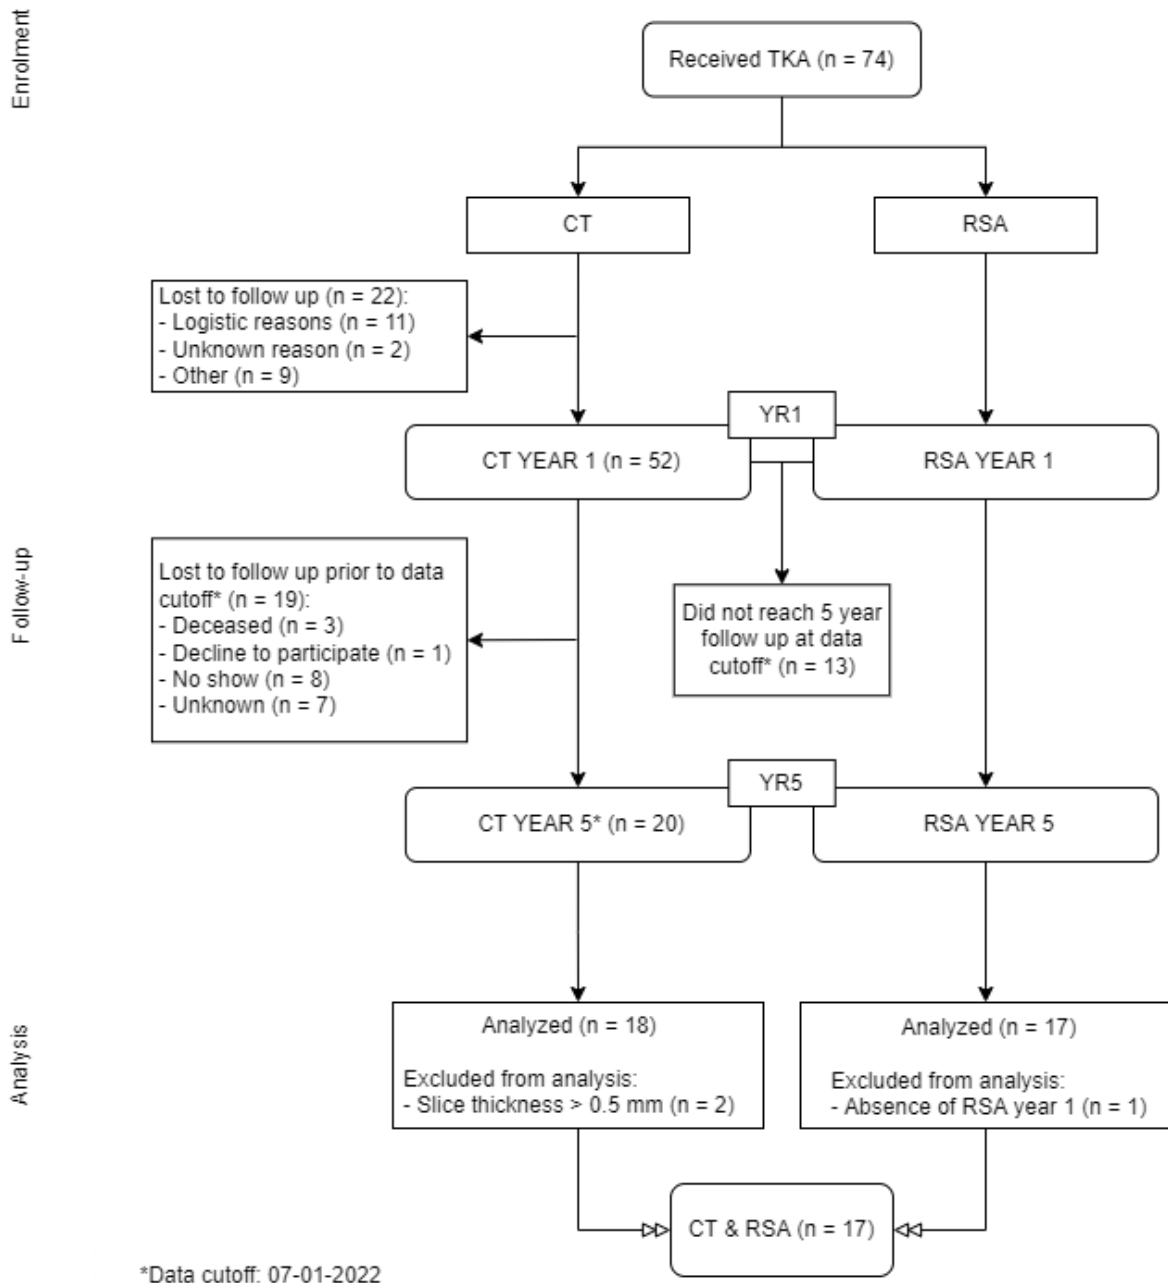 Enrolment
Received TKA (n = 74)
CT
RSA
Lost to follow up (n = 22):
- Logistic reasons (n = 11)
- Unknown reason (n = 2)
- Other (n = 9)
YR1
CT YEAR 1 (n = 52)
RSA YEAR 1
Follow-up
Lost to follow up prior to data
cutoff* (n = 19):
- Deceased (n = 3)
- Decline to participate (n = 1)
- No show (n = 8)
- Unknown (n = 7)
Did not reach 5 year
follow up at data
cutoff* (n = 13)
YR5
CT YEAR 5* (n = 20)
RSA YEAR 5
Analysis
Analyzed (n = 18)
Excluded from analysis:
- Slice thickness > 0.5 mm (n = 2)
Analyzed (n = 17)
Excluded from analysis:
- Absence of RSA year 1 (n = 1)
CT & RSA (n = 17)
*Data cutoff: 07-01-2022